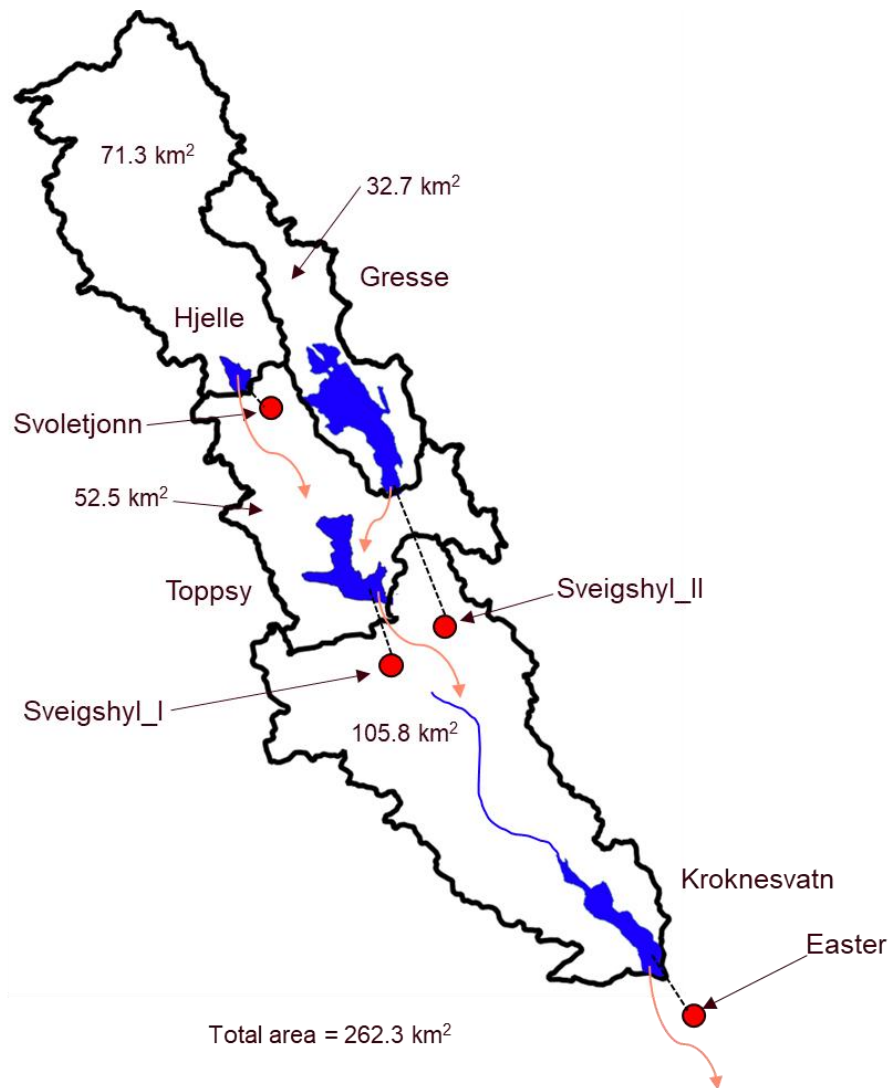 71.3 km²
32.7 km²
Gresse
Hjelle
Svoletjonn
52.5 km²
Toppsy
Sveigshyl_II
Sveigshyl_I
105.8 km²
Kroknesvatn
Easter
Total area = 262.3 km²